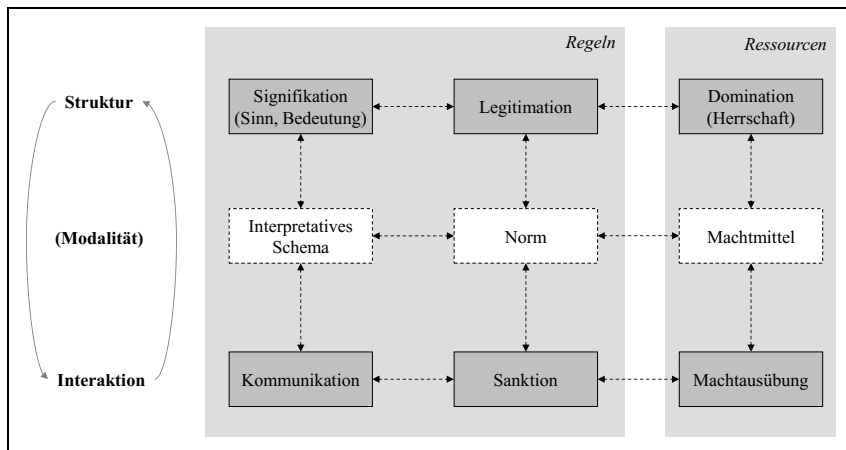 Regeln
Ressourcen
Struktur
Signifikation
(Sinn, Bedeutung)
Legitimation
Domination
(Herrschaft)
(Modalität)
Interpretatives
Schema
Norm
Machtmittel
Interaktion
Kommunikation
Sanktion
Machtausübung